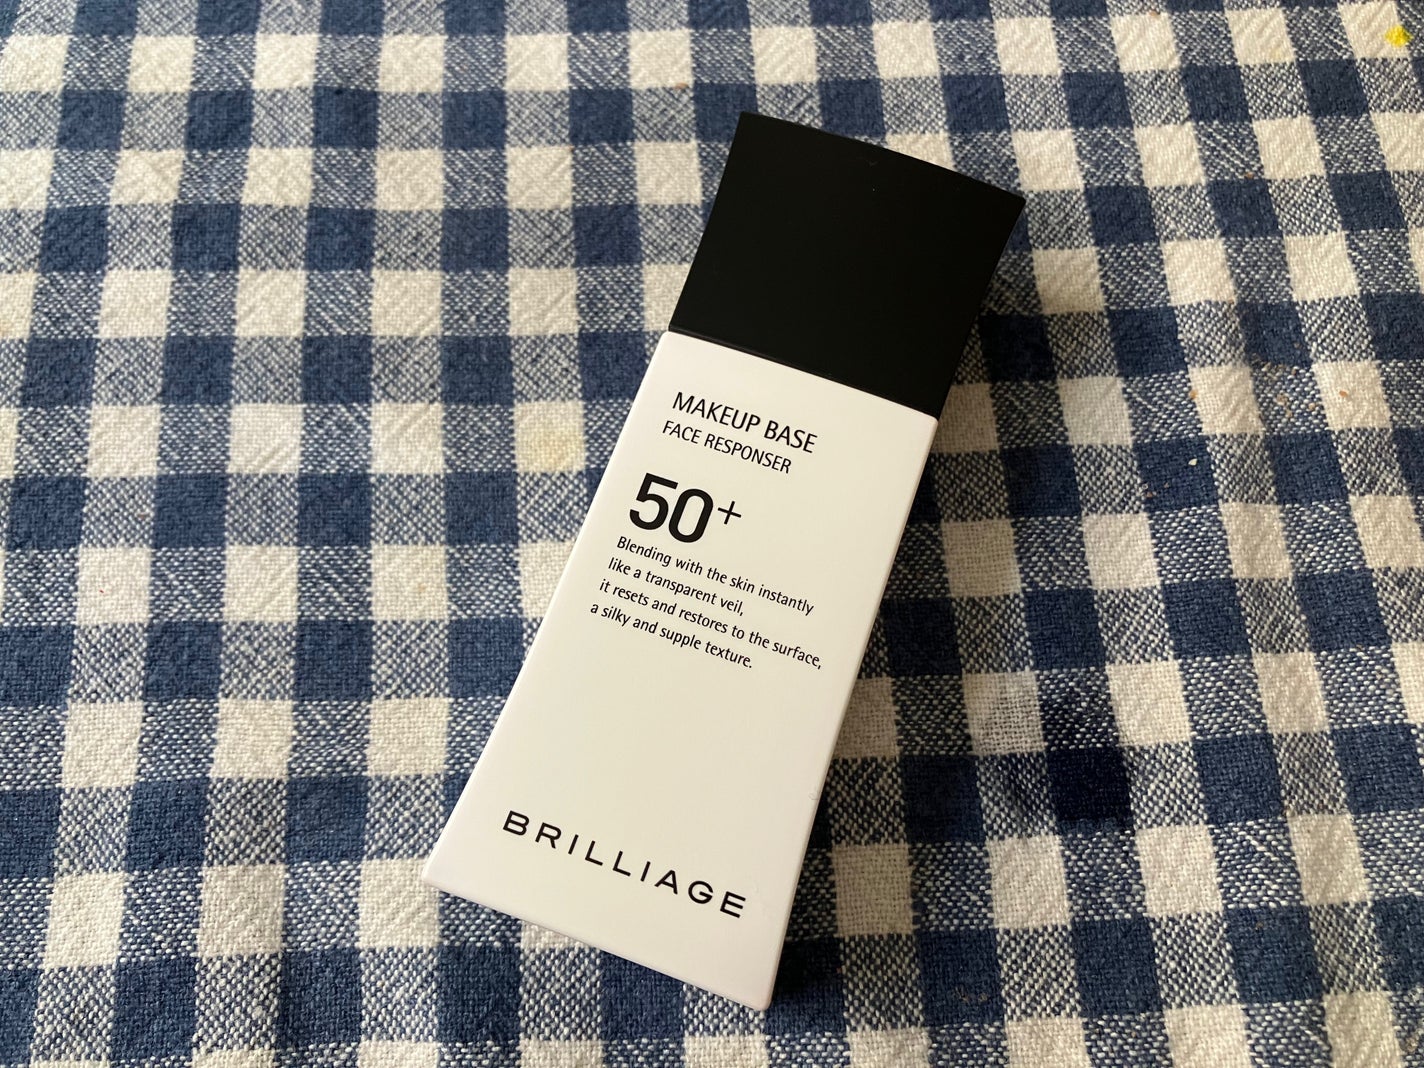 MAKEUP BASE
FACE RESPONSER
50+
Blending with the skin instantly
like a transparent veil,
it resets and restores to the surface,
a silky and supple texture.
BRILLIAGE